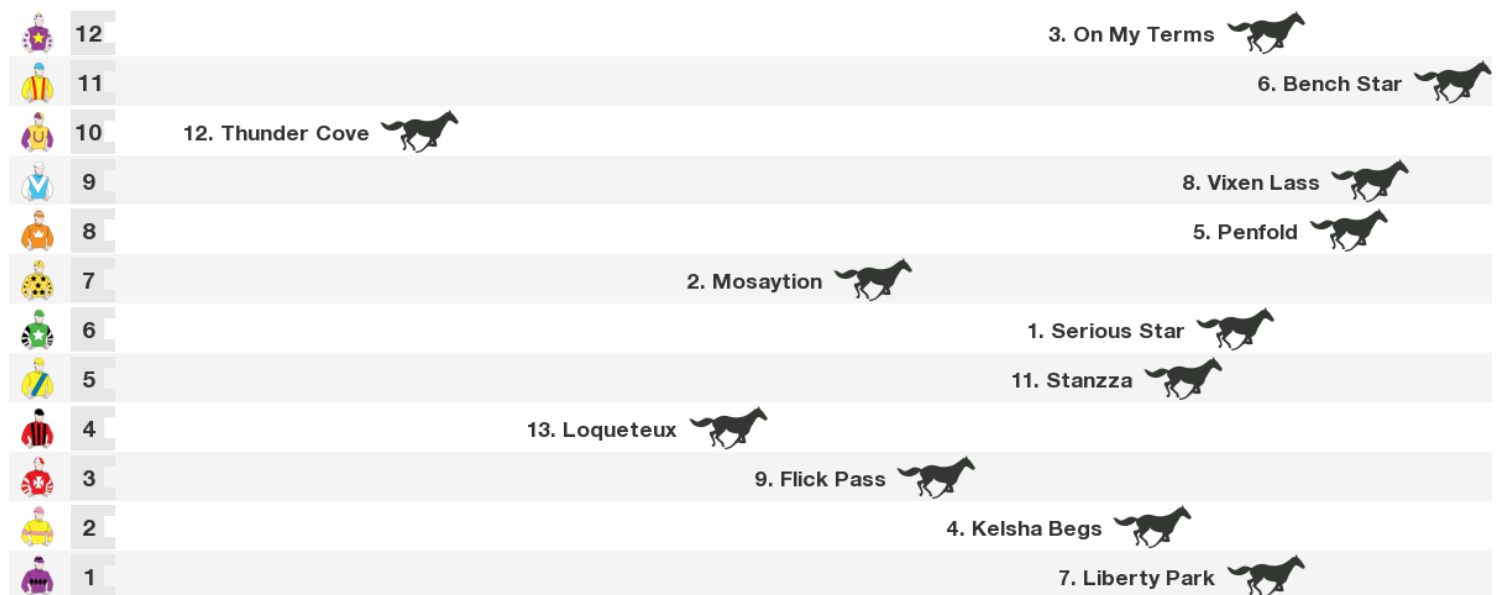 12 3. On My Terms
11 6. Bench Star
10 12. Thunder Cove
9 8. Vixen Lass
8 5. Penfold
7 2. Mosaytion
6 1. Serious Star
5 11. Stanzza
4 13. Loqueteux
3 9. Flick Pass
2 4. Kelsha Begs
1 7. Liberty Park